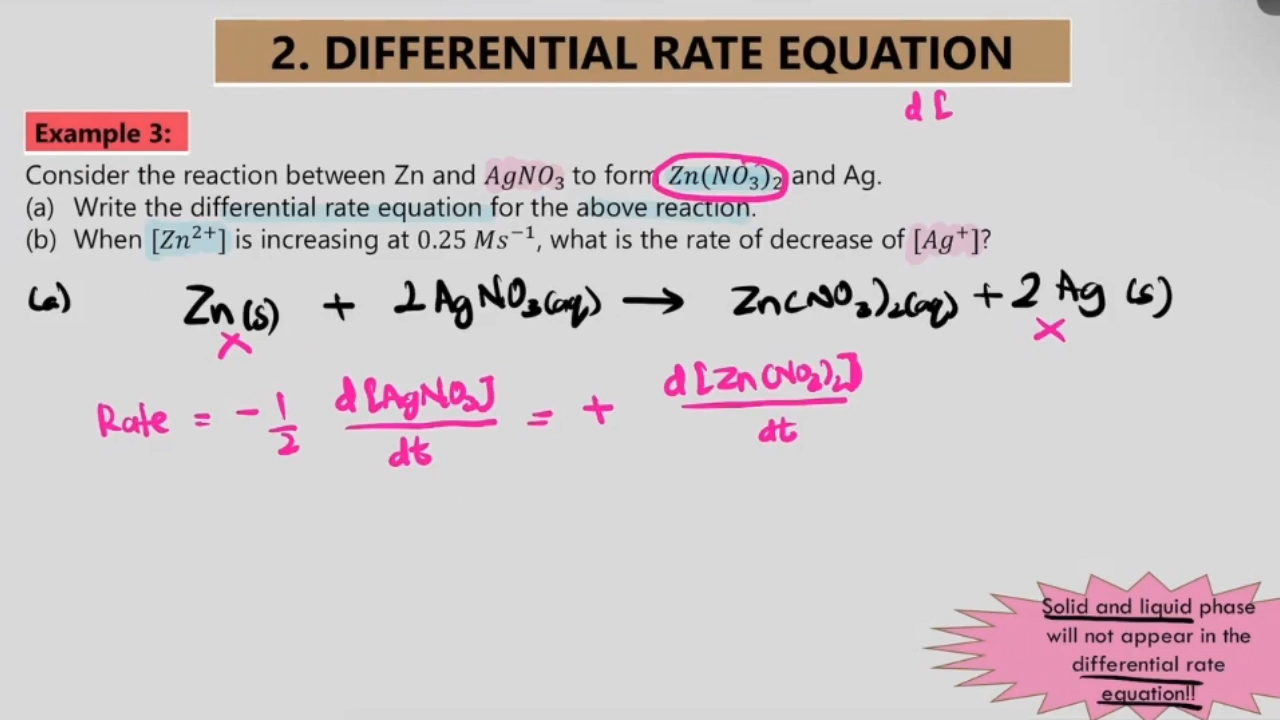 2. DIFFERENTIAL RATE EQUATION
d [
Example 3:
Consider the reaction between Zn and AgNO₃ to form Zn(NO₃)₂ and Ag.
(a) Write the differential rate equation for the above reaction.
(b) When [Zn²⁺] is increasing at 0.25 Ms⁻¹, what is the rate of decrease of [Ag⁺]?
(a) Zn(s) + 2AgNO₃(aq) → Zn(NO₃)₂(aq) + 2Ag (s)
x x
Rate = - 1/2 d[AgNO₃]/dt = + d[Zn(NO₃)₂]/dt
Solid and liquid phase
will not appear in the
differential rate
equation!!